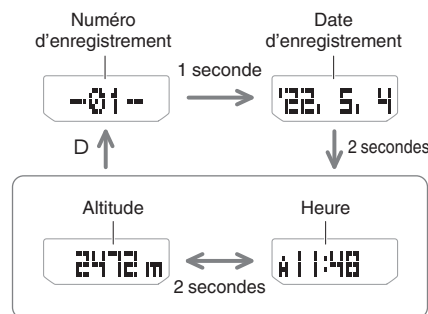 Numéro
d’enregistrement
Date
d’enregistrement
-01-
1 seconde
’22. 5. 4
D
2 secondes
Altitude
Heure
2472 m
2 secondes
A 11:48